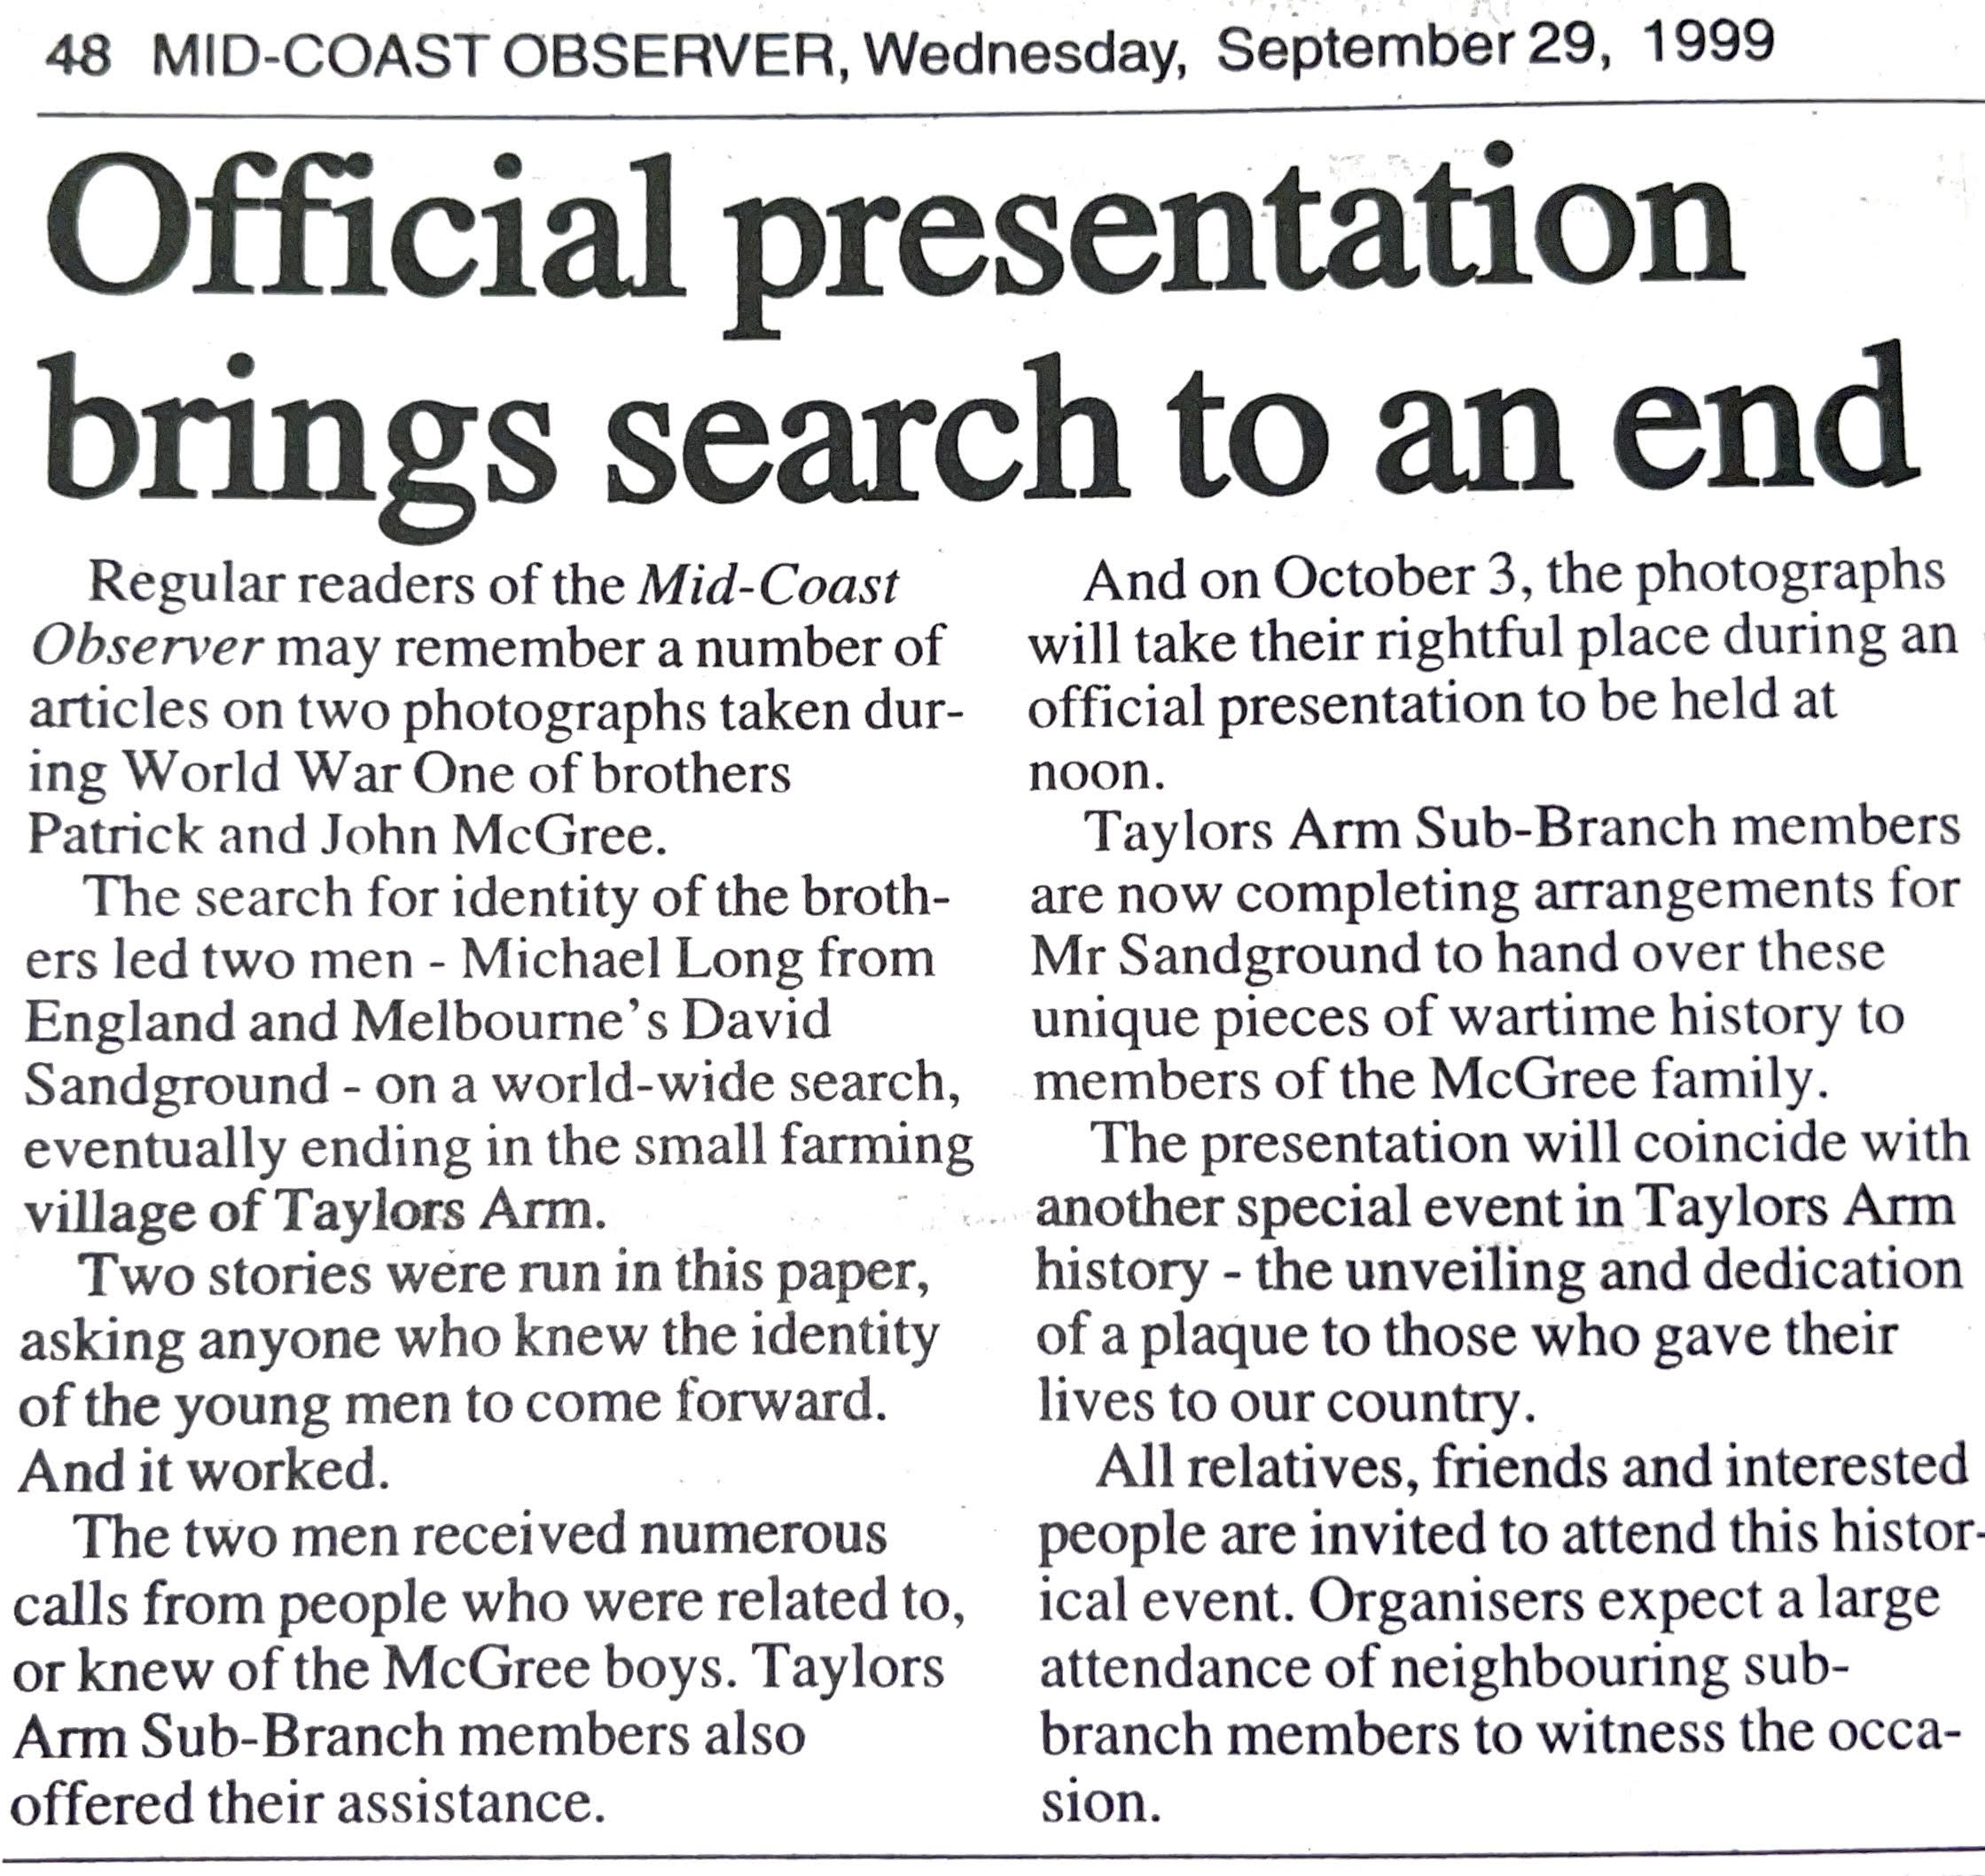 48 MID-COAST OBSERVER, Wednesday, September 29, 1999
Official presentation
brings search to an end
Regular readers of the Mid-Coast
Observer may remember a number of
articles on two photographs taken dur-
ing World War One of brothers
Patrick and John McGree.
The search for identity of the broth-
ers led two men - Michael Long from
England and Melbourne's David
Sandground - on a world-wide search,
eventually ending in the small farming
village of Taylors Arm.
Two stories were run in this paper,
asking anyone who knew the identity
of the young men to come forward.
And it worked.
The two men received numerous
calls from people who were related to,
or knew of the McGree boys. Taylors
Arm Sub-Branch members also
offered their assistance.
And on October 3, the photographs
will take their rightful place during an
official presentation to be held at
noon.
Taylors Arm Sub-Branch members
are now completing arrangements for
Mr Sandground to hand over these
unique pieces of wartime history to
members of the McGree family.
The presentation will coincide with
another special event in Taylors Arm
history - the unveiling and dedication
of a plaque to those who gave their
lives to our country.
All relatives, friends and interested
people are invited to attend this histor-
ical event. Organisers expect a large
attendance of neighbouring sub-
branch members to witness the occa-
sion.